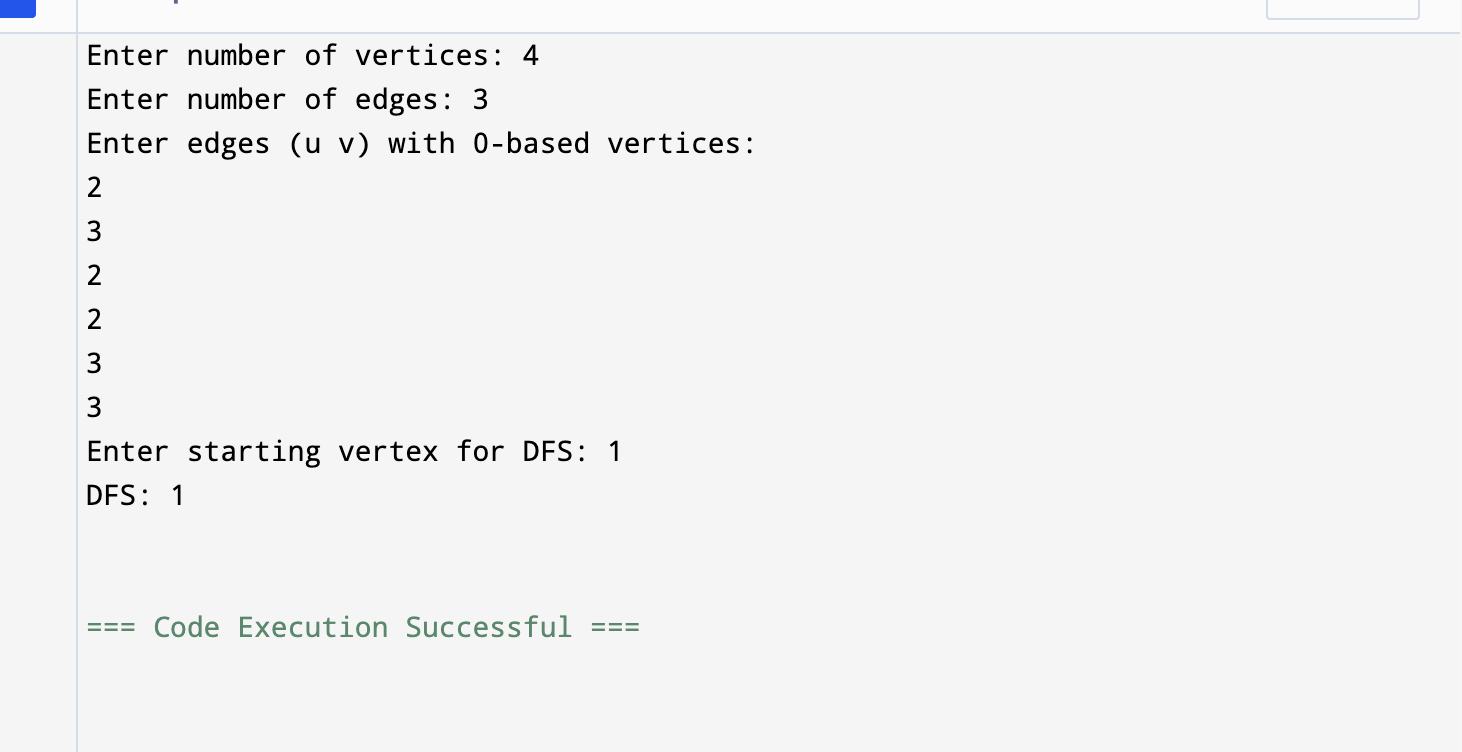 Enter number of vertices: 4
Enter number of edges: 3
Enter edges (u v) with 0-based vertices:
2
3
2
2
3
3
Enter starting vertex for DFS: 1
DFS: 1
=== Code Execution Successful ===